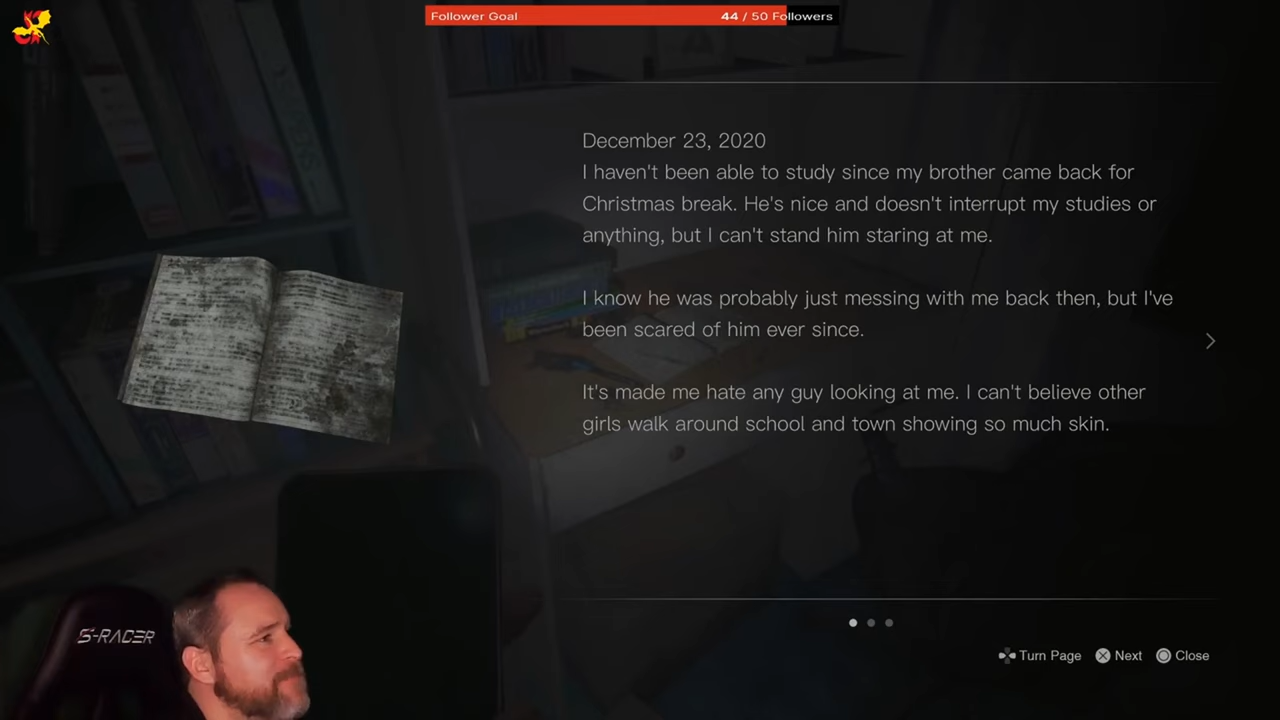 Follower Goal
44 / 50 Followers
December 23, 2020
I haven't been able to study since my brother came back for
Christmas break. He's nice and doesn't interrupt my studies or
anything, but I can't stand him staring at me.
I know he was probably just messing with me back then, but I've
been scared of him ever since.
It's made me hate any guy looking at me. I can't believe other
girls walk around school and town showing so much skin.
S-RACER
Turn Page
Next
Close